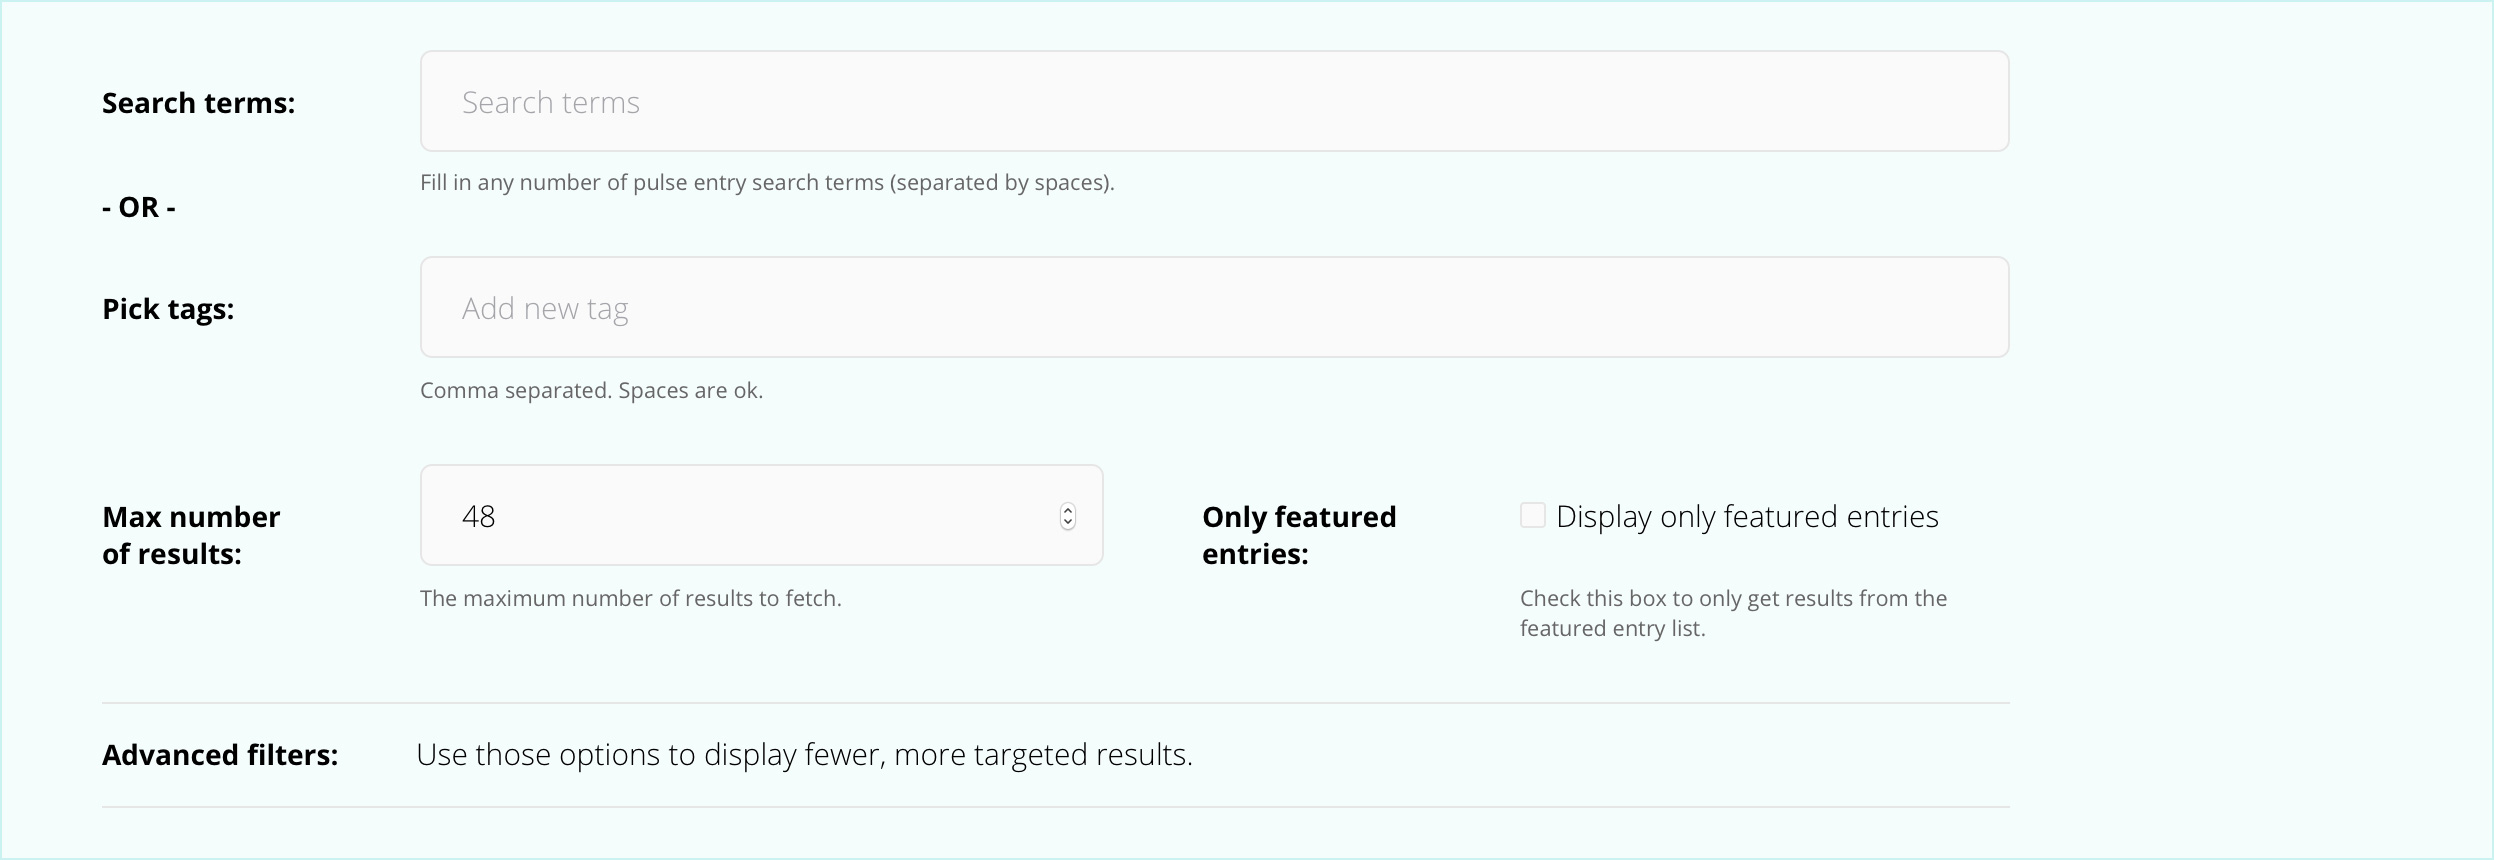 Search terms:
Search terms
Fill in any number of pulse entry search terms (separated by spaces).
- OR -
Pick tags:
Add new tag
Comma separated. Spaces are ok.
Max number
of results:
48
The maximum number of results to fetch.
Only featured
entries:
Display only featured entries
Check this box to only get results from the
featured entry list.
Advanced filters:
Use those options to display fewer, more targeted results.